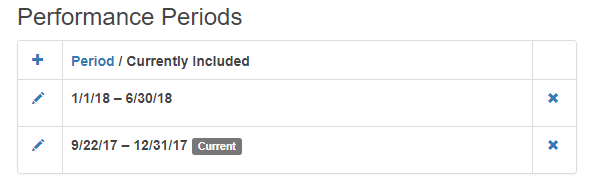 Performance Periods
Period / Currently Included
1/1/18 – 6/30/18
9/22/17 – 12/31/17 Current